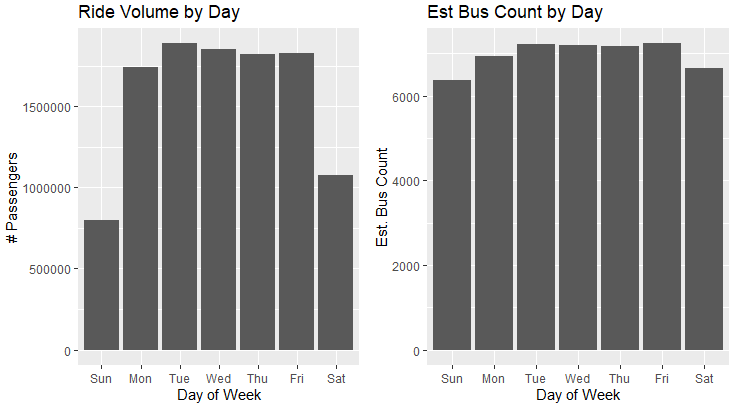 Ride Volume by Day
# Passengers
1500000
1000000
500000
0
Sun Mon Tue Wed Thu Fri Sat
Day of Week
Est Bus Count by Day
Est. Bus Count
6000
4000
2000
0
Sun Mon Tue Wed Thu Fri Sat
Day of Week